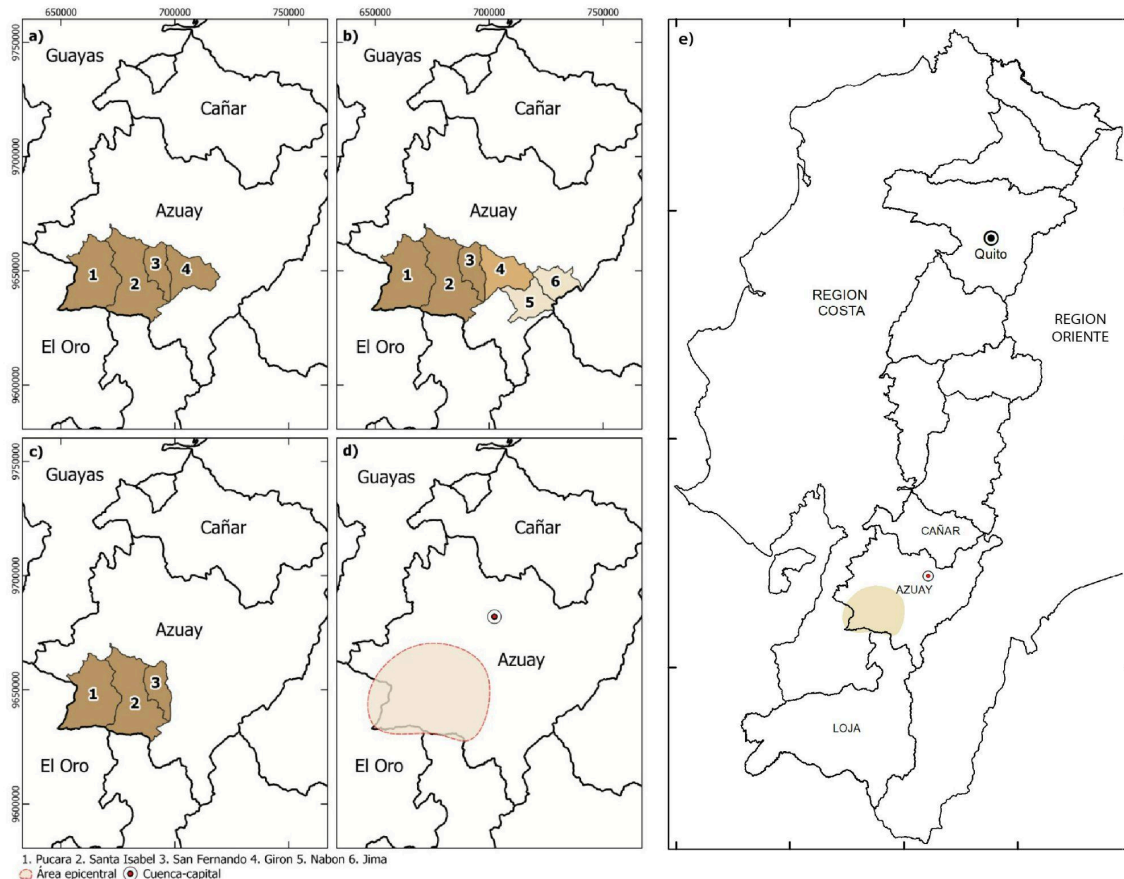 650000 700000 750000
700000 750000
a)
b)
e)
9750000
Guayas
Guayas
Cañar
Cañar
9700000
Azuay
Azuay
1 2 3 4
1 2 3 4 5 6
9650000
El Oro
El Oro
9600000
c)
d)
9750000
Guayas
Guayas
Cañar
Cañar
9700000
Azuay
Azuay
1 2 3
9650000
El Oro
El Oro
9600000
Quito
REGION
COSTA
REGION
ORIENTE
CAÑAR
AZUAY
LOJA
1. Pucara 2. Santa Isabel 3. San Fernando 4. Giron 5. Nabon 6. Jima
Área epicentral Cuenca-capital